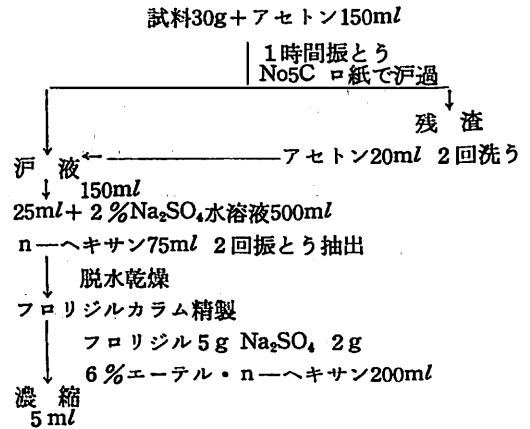 試料30g+アセトン150ml
1時間振とう
No5C ロ紙で沪過
残 渣
沪 液
アセトン20ml 2回洗う
150ml
25ml+2%Na₂SO₄水溶液500ml
n—ヘキサン75ml 2回振とう抽出
脱水乾燥
フロリジルカラム精製
フロリジル5g Na₂SO₄ 2g
6%エーテル・n—ヘキサン200ml
濃 縮
5ml